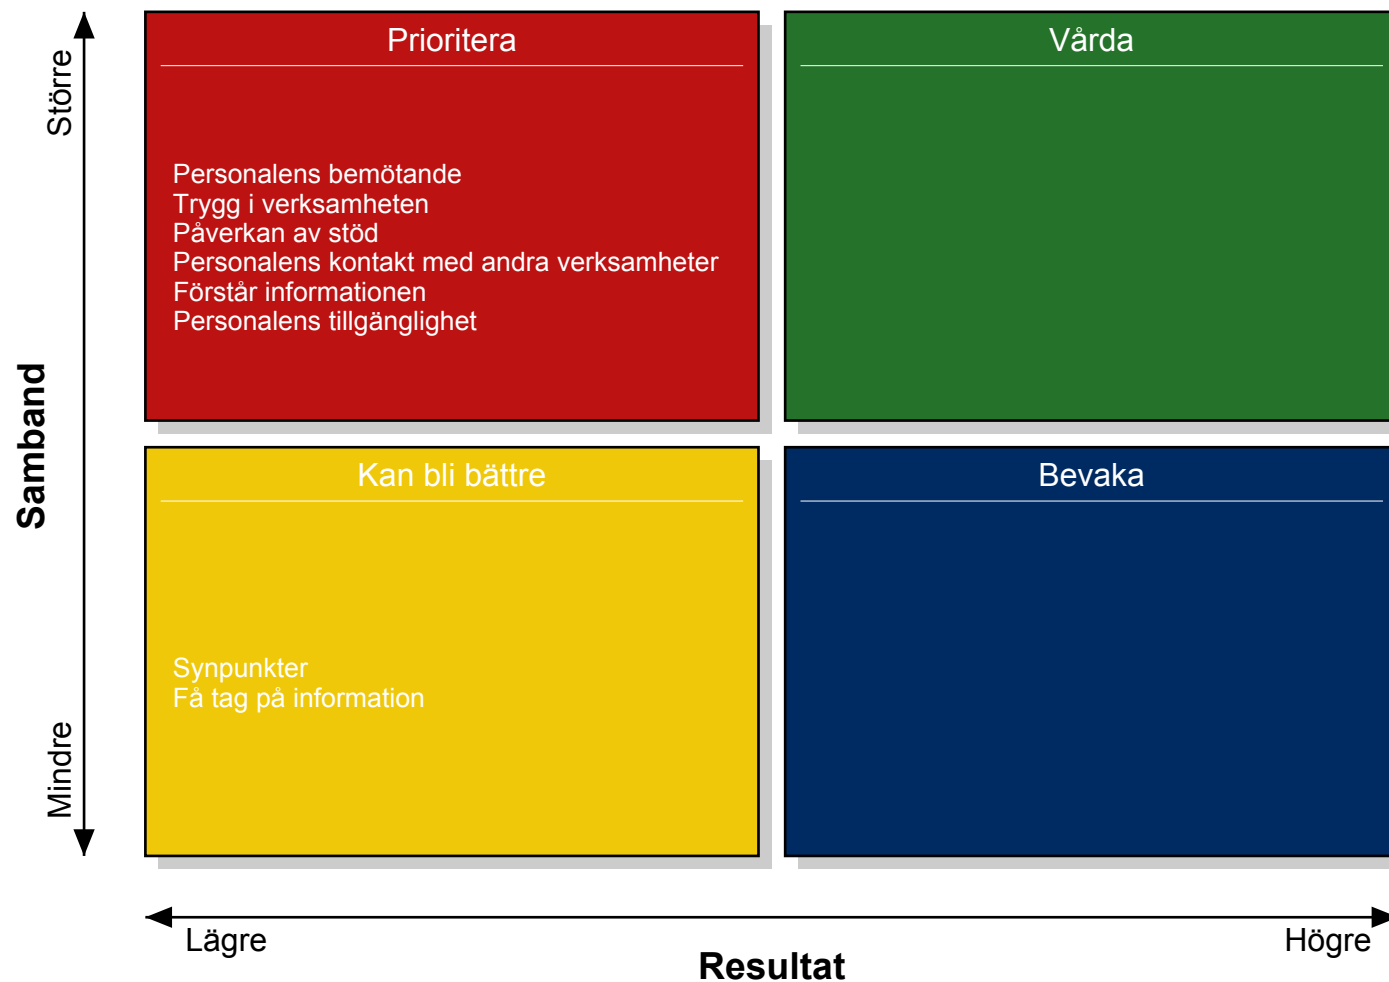 Större
Samband
Mindre
Prioritera
Personalens bemötande
Trygg i verksamheten
Påverkan av stöd
Personalens kontakt med andra verksamheter
Förstår informationen
Personalens tillgänglighet
Vårda
Kan bli bättre
Synpunkter
Få tag på information
Bevaka
Lägre
Högre
Resultat